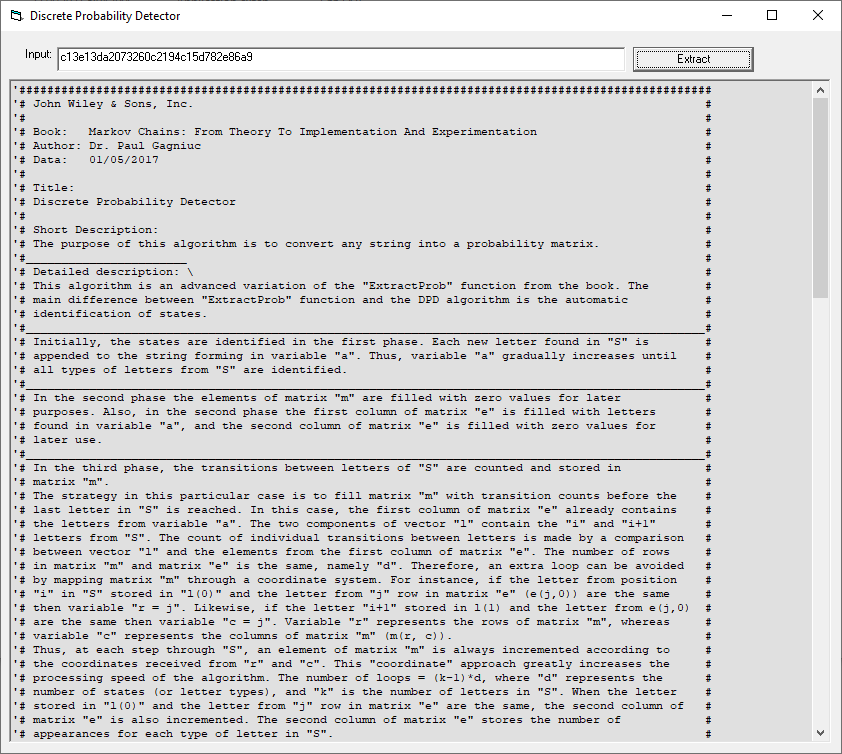 Discrete Probability Detector
Input: c13e13da2073260c2194c15d782e86a9 Extract
'####################################################################################################
'# John Wiley & Sons, Inc. #
'# #
'# Book: Markov Chains: From Theory To Implementation And Experimentation #
'# Author: Dr. Paul Gagniuc #
'# Data: 01/05/2017 #
'# #
'# Title: #
'# Discrete Probability Detector #
'# #
'# Short Description: #
'# The purpose of this algorithm is to convert any string into a probability matrix. #
'#_______________________ #
'# Detailed description: \ #
'# This algorithm is an advanced variation of the "ExtractProb" function from the book. The #
'# main difference between "ExtractProb" function and the DPD algorithm is the automatic #
'# identification of states. #
'#_________________________________________________________________________________________________#
'# Initially, the states are identified in the first phase. Each new letter found in "S" is #
'# appended to the string forming in variable "a". Thus, variable "a" gradually increases until #
'# all types of letters from "S" are identified. #
'#_________________________________________________________________________________________________#
'# In the second phase the elements of matrix "m" are filled with zero values for later #
'# purposes. Also, in the second phase the first column of matrix "e" is filled with letters #
'# found in variable "a", and the second column of matrix "e" is filled with zero values for #
'# later use. #
'#_________________________________________________________________________________________________#
'# In the third phase, the transitions between letters of "S" are counted and stored in #
'# matrix "m". #
'# The strategy in this particular case is to fill matrix "m" with transition counts before the #
'# last letter in "S" is reached. In this case, the first column of matrix "e" already contains #
'# the letters from variable "a". The two components of vector "l" contain the "i" and "i+1" #
'# letters from "S". The count of individual transitions between letters is made by a comparison #
'# between vector "l" and the elements from the first column of matrix "e". The number of rows #
'# in matrix "m" and matrix "e" is the same, namely "d". Therefore, an extra loop can be avoided #
'# by mapping matrix "m" through a coordinate system. For instance, if the letter from position #
'# "i" in "S" stored in "l(0)" and the letter from "j" row in matrix "e" (e(j,0)) are the same #
'# then variable "r = j". Likewise, if the letter "i+1" stored in l(1) and the letter from e(j,0) #
'# are the same then variable "c = j". Variable "r" represents the rows of matrix "m", whereas #
'# variable "c" represents the columns of matrix "m" (m(r, c)). #
'# Thus, at each step through "S", an element of matrix "m" is always incremented according to #
'# the coordinates received from "r" and "c". This "coordinate" approach greatly increases the #
'# processing speed of the algorithm. The number of loops = (k-1)*d, where "d" represents the #
'# number of states (or letter types), and "k" is the number of letters in "S". When the letter #
'# stored in "l(0)" and the letter from "j" row in matrix "e" are the same, the second column of #
'# matrix "e" is also incremented. The second column of matrix "e" stores the number of #
'# appearances for each type of letter in "S". #